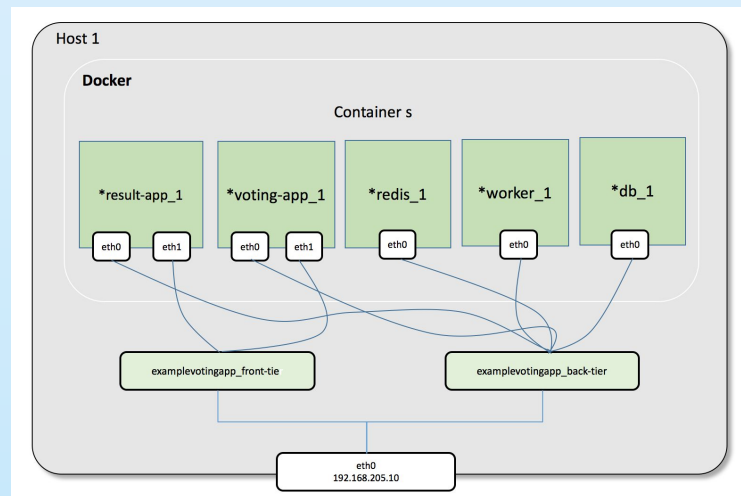 Host 1
Docker
Container s
*result-app_1
*voting-app_1
*redis_1
*worker_1
*db_1
eth0
eth1
eth0
eth1
eth0
eth0
eth0
examplevotingapp_front-tie
examplevotingapp_back-tier
eth0
192.168.205.10